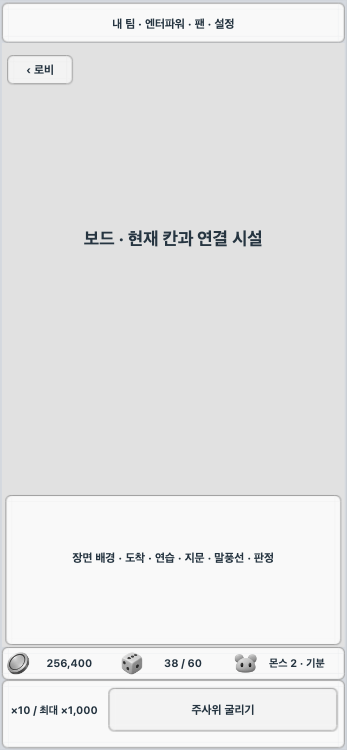 내 팀 · 엔터파워 · 팬 · 설정
‹ 로비
보드 · 현재 칸과 연결 시설
장면 배경 · 도착 · 연습 · 지문 · 말풍선 · 판정
256,400 38 / 60 몬스 2 · 기분
×10 / 최대 ×1,000 주사위 굴리기